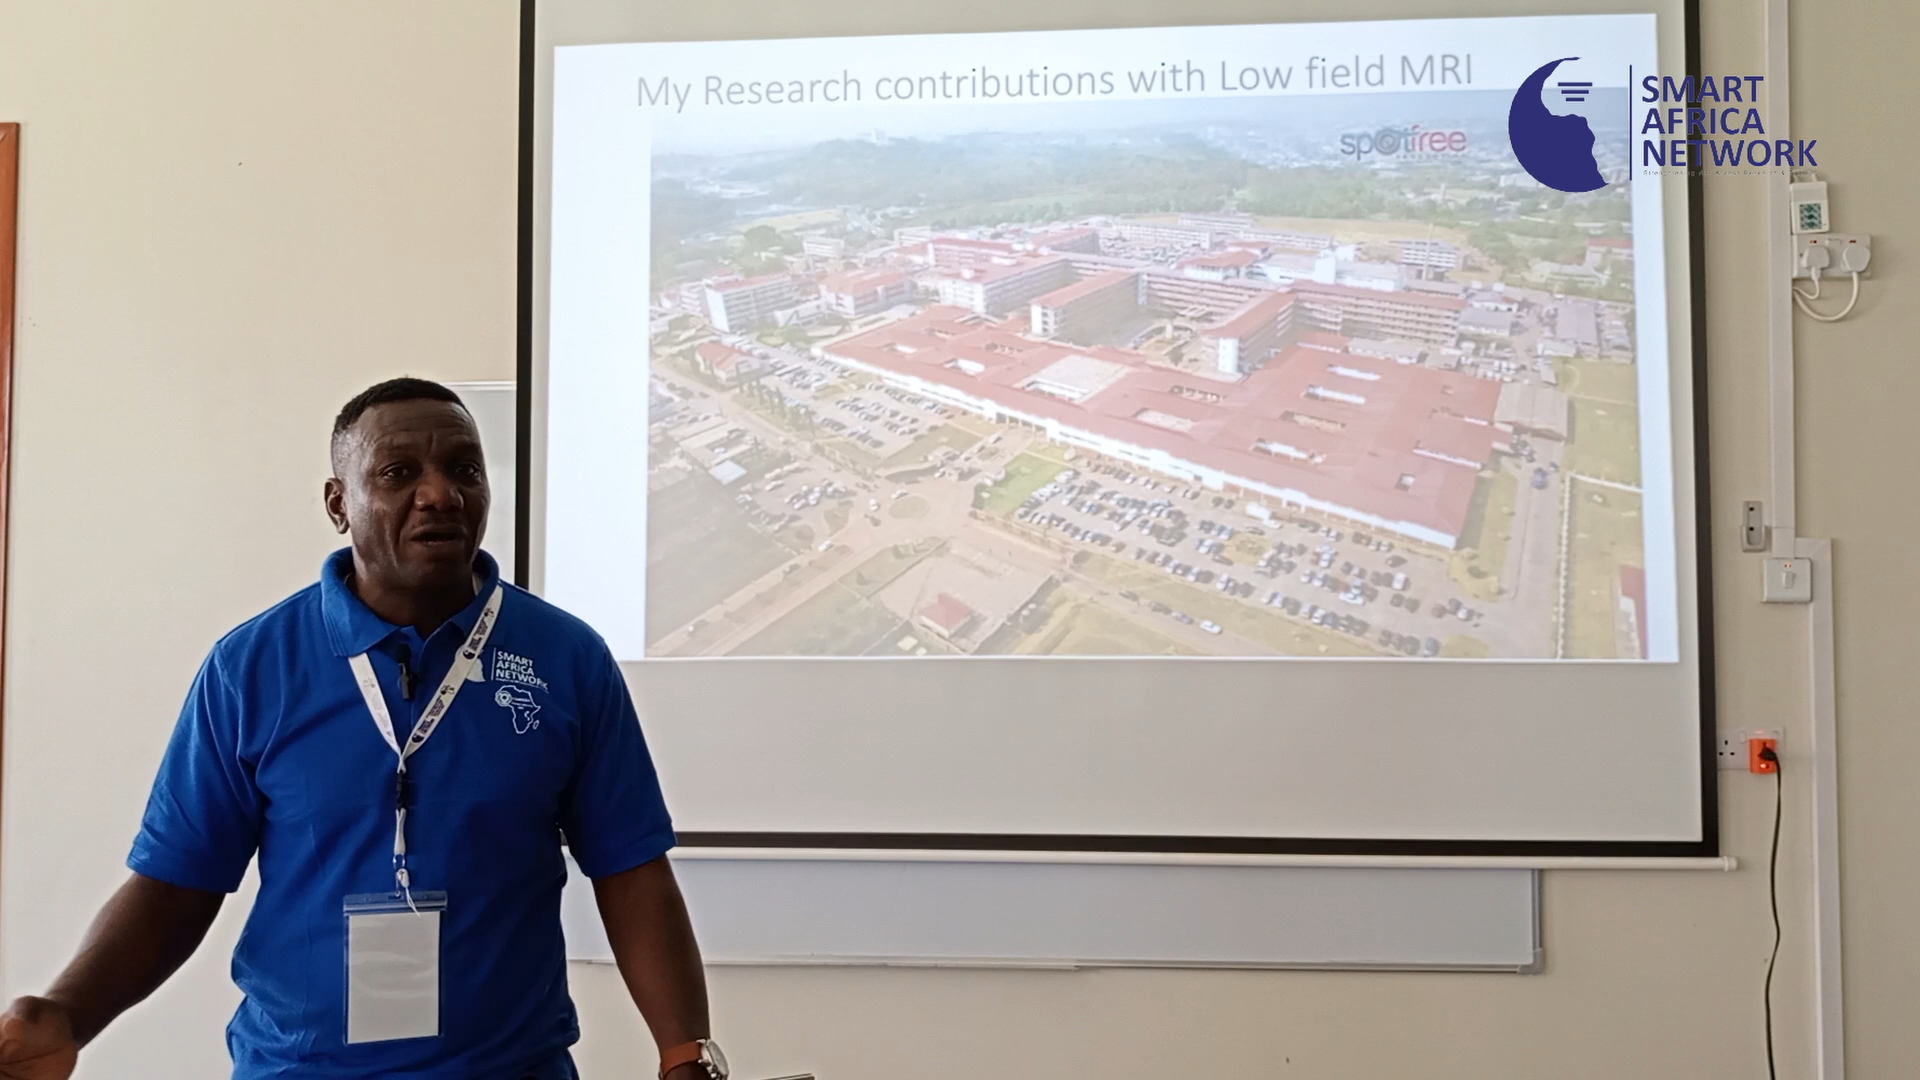 My Research contributions with Low field MRI
spotfree
SMART
AFRICA
NETWORK
SMART
AFRICA
NETWORK